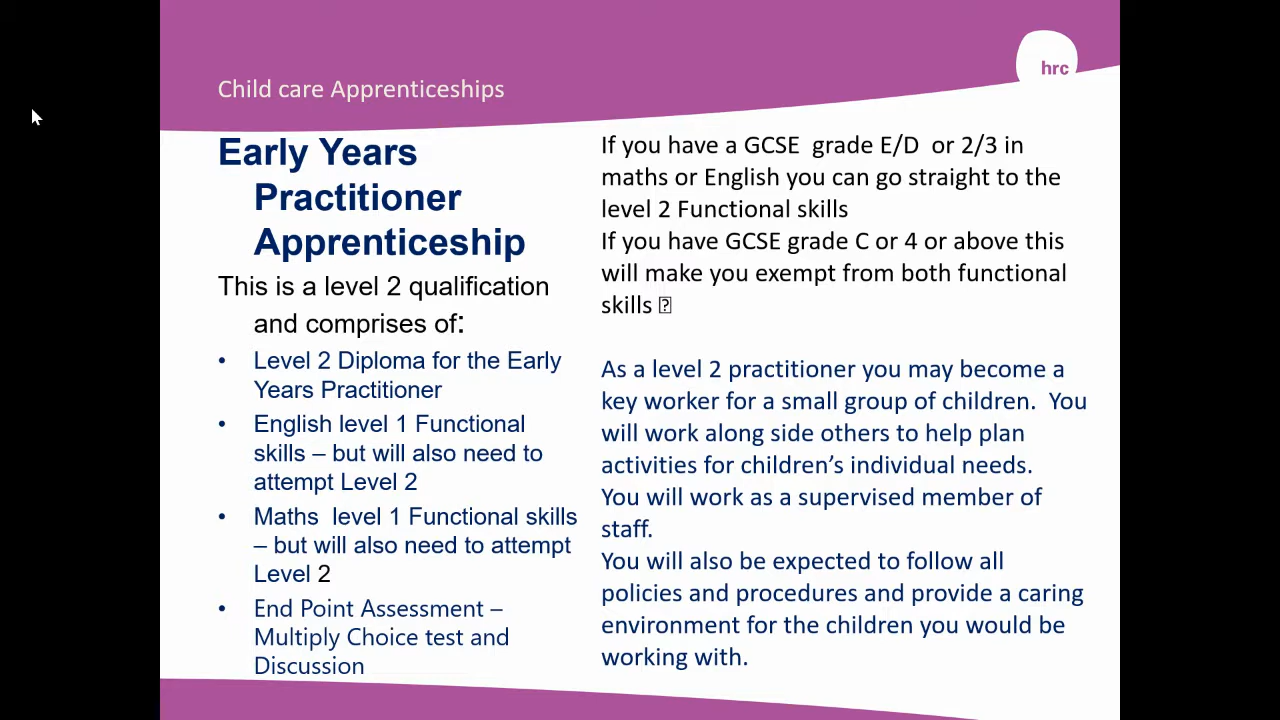 hrc
Child care Apprenticeships
Early Years
Practitioner
Apprenticeship
This is a level 2 qualification
and comprises of:
• Level 2 Diploma for the Early
Years Practitioner
• English level 1 Functional
skills – but will also need to
attempt Level 2
• Maths  level 1 Functional skills
– but will also need to attempt
Level 2
• End Point Assessment –
Multiply Choice test and
Discussion
If you have a GCSE  grade E/D  or 2/3 in
maths or English you can go straight to the
level 2 Functional skills
If you have GCSE grade C or 4 or above this
will make you exempt from both functional
skills
As a level 2 practitioner you may become a
key worker for a small group of children.  You
will work along side others to help plan
activities for children’s individual needs.
You will work as a supervised member of
staff.
You will also be expected to follow all
policies and procedures and provide a caring
environment for the children you would be
working with.